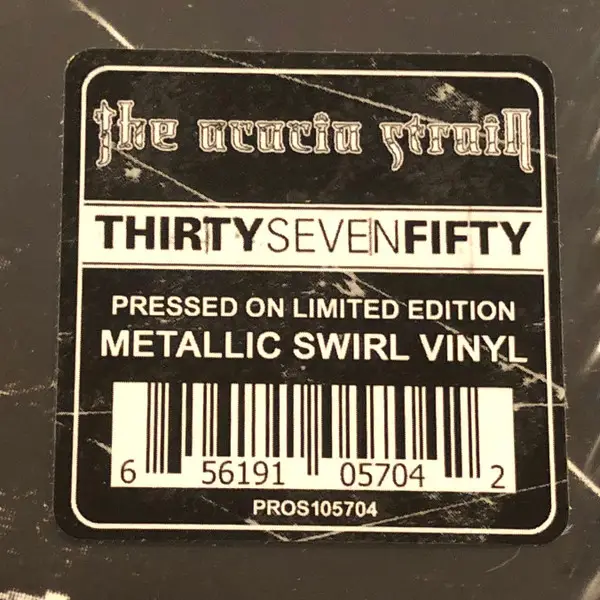 the acacia strain
THIRTYSEVENFIFTY
PRESSED ON LIMITED EDITION
METALLIC SWIRL VINYL
6 56191 05704 2
PROS105704